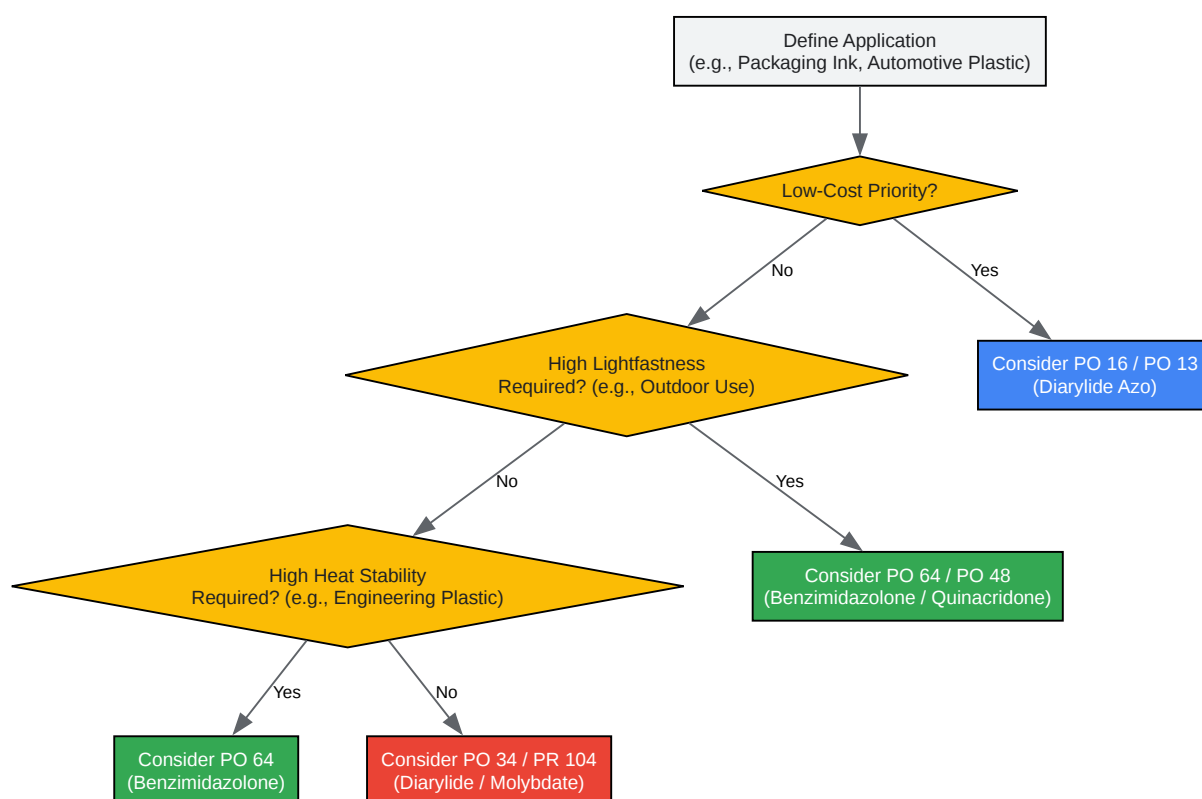 Define Application
(e.g., Packaging Ink, Automotive Plastic)
Low-Cost Priority?
No
Yes
High Lightfastness
Required? (e.g., Outdoor Use)
Consider PO 16 / PO 13
(Diarylide Azo)
No
Yes
High Heat Stability
Required? (e.g., Engineering Plastic)
Consider PO 64 / PO 48
(Benzimidazolone / Quinacridone)
Yes
No
Consider PO 64
(Benzimidazolone)
Consider PO 34 / PR 104
(Diarylide / Molybdate)